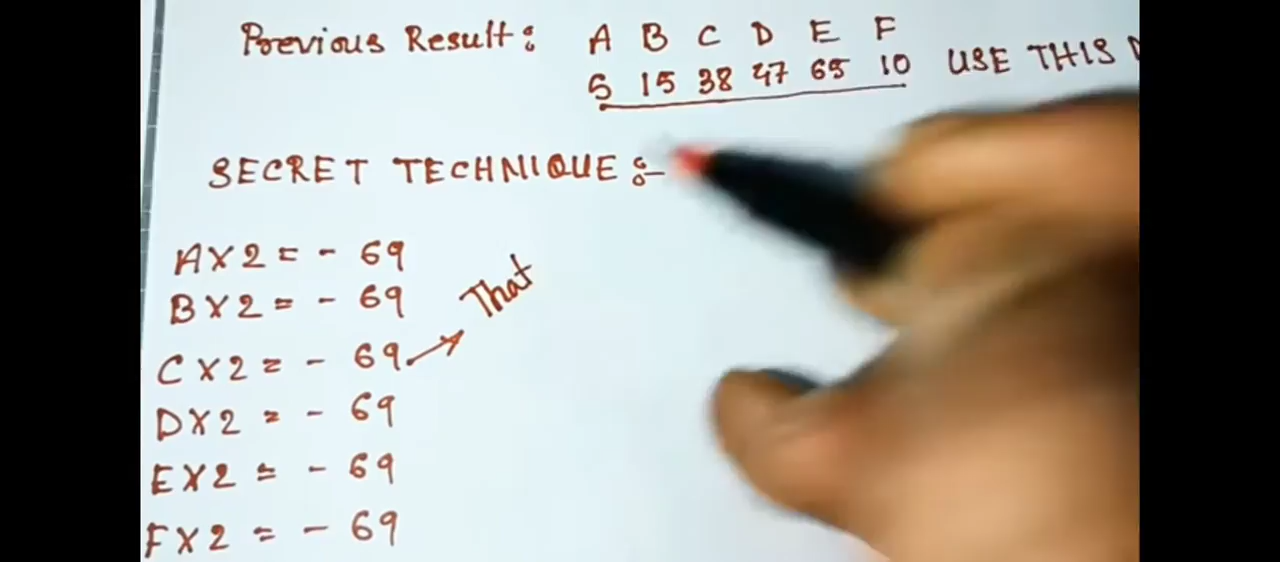 Previous Result: A B C D E F
5 15 38 47 65 10 USE THIS
SECRET TECHNIQUE :-
A X 2 = - 69
B X 2 = - 69
C X 2 = - 69 → That
D X 2 = - 69
E X 2 = - 69
F X 2 = - 69